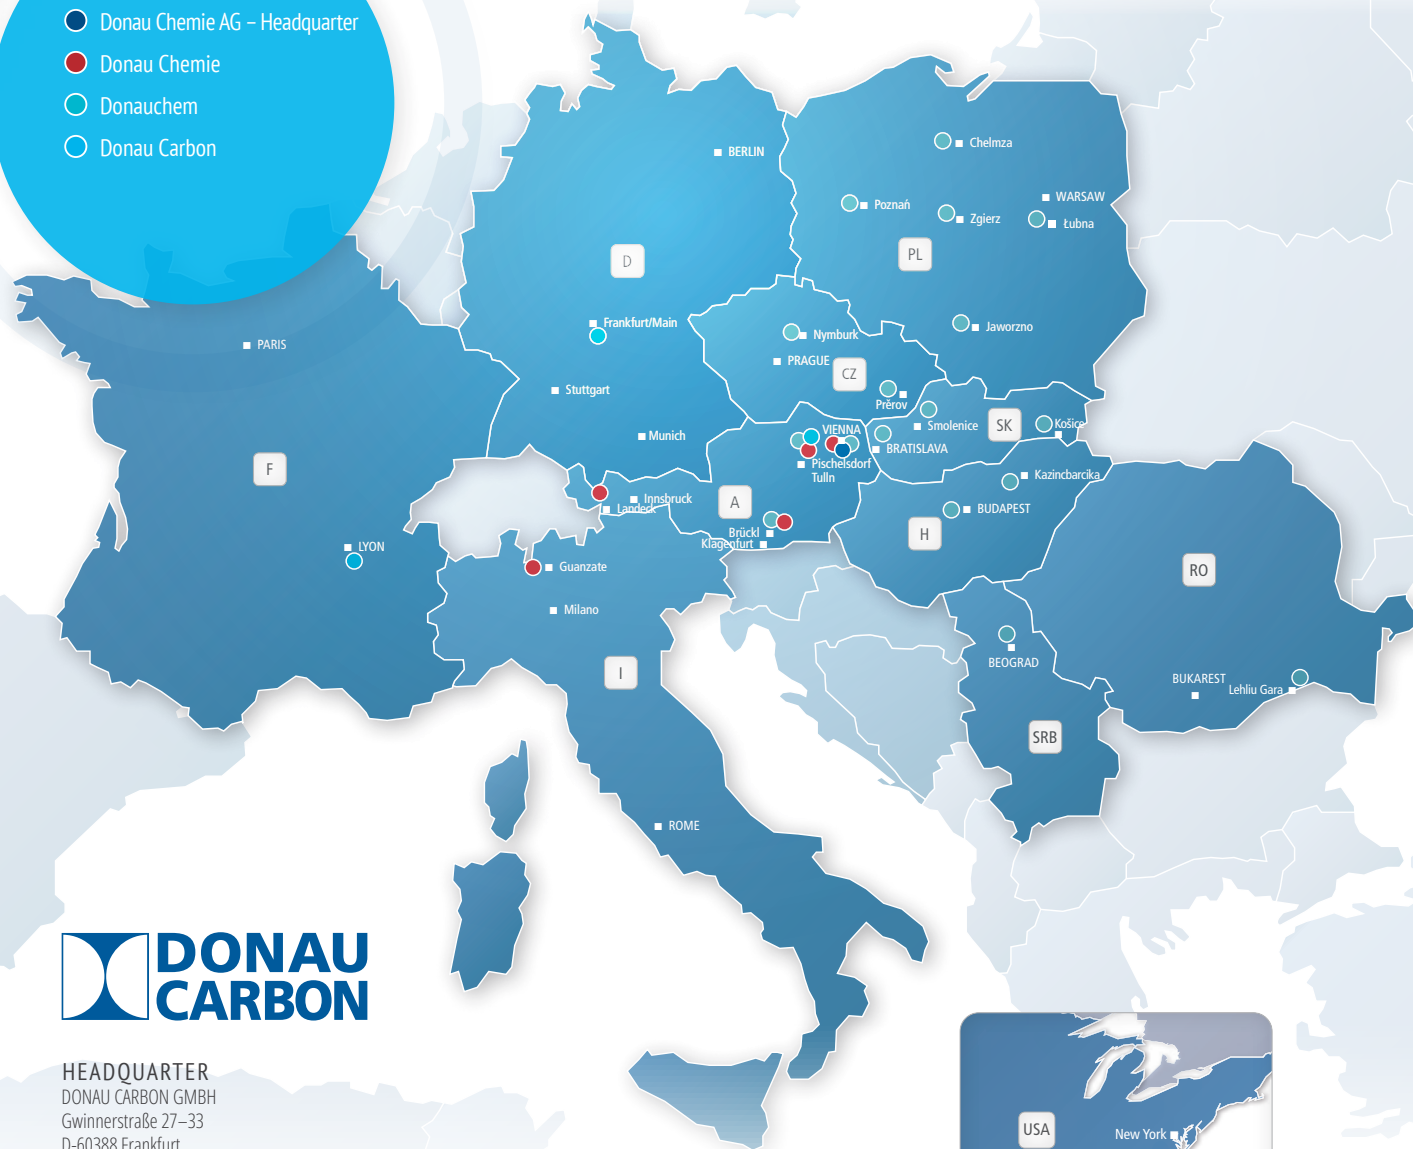 Donau Chemie AG – Headquarter
Donau Chemie
Donauchem
Donau Carbon
BERLIN
Chelmza
WARSAW
Poznań
Zgierz
Łubna
PL
D
Frankfurt/Main
Jaworzno
Nymburk
PARIS
PRAGUE
CZ
Stuttgart
Prěrov
Smolenice
SK
Košice
VIENNA
Munich
BRATISLAVA
Pischelsdorf
Tulln
F
Kazincbarcika
Innsbruck
Landeck
A
BUDAPEST
Brückl
Klagenfurt
H
LYON
Guanzate
RO
Milano
BEOGRAD
I
BUKAREST
Lehliu Gara
SRB
ROME
DONAU
CARBON
HEADQUARTER
DONAU CARBON GMBH
Gwinnerstraße 27–33
D-60388 Frankfurt
USA
New York